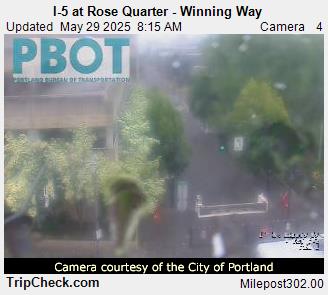 I-5 at Rose Quarter - Winning Way
Updated May 29 2025 8:15 AM Camera 4
PBOT
PORTLAND BUREAU OF TRANSPORTATION
Camera courtesy of the City of Portland
TripCheck.com Milepost302.00